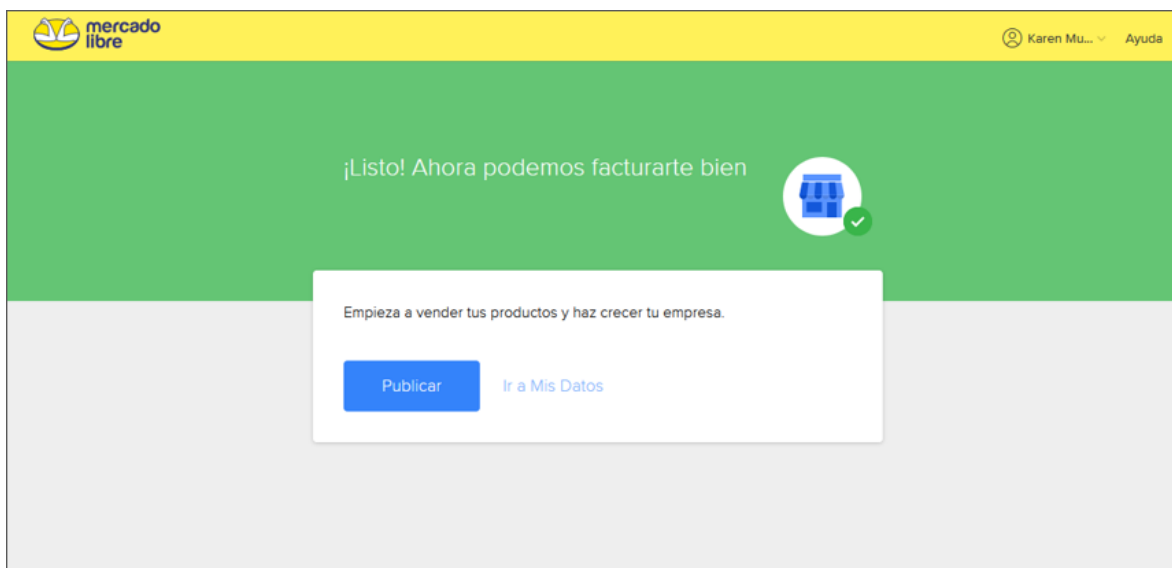 mercado
libre
Karen Mu... Ayuda
¡Listo! Ahora podemos facturarte bien
Empieza a vender tus productos y haz crecer tu empresa.
Publicar Ir a Mis Datos